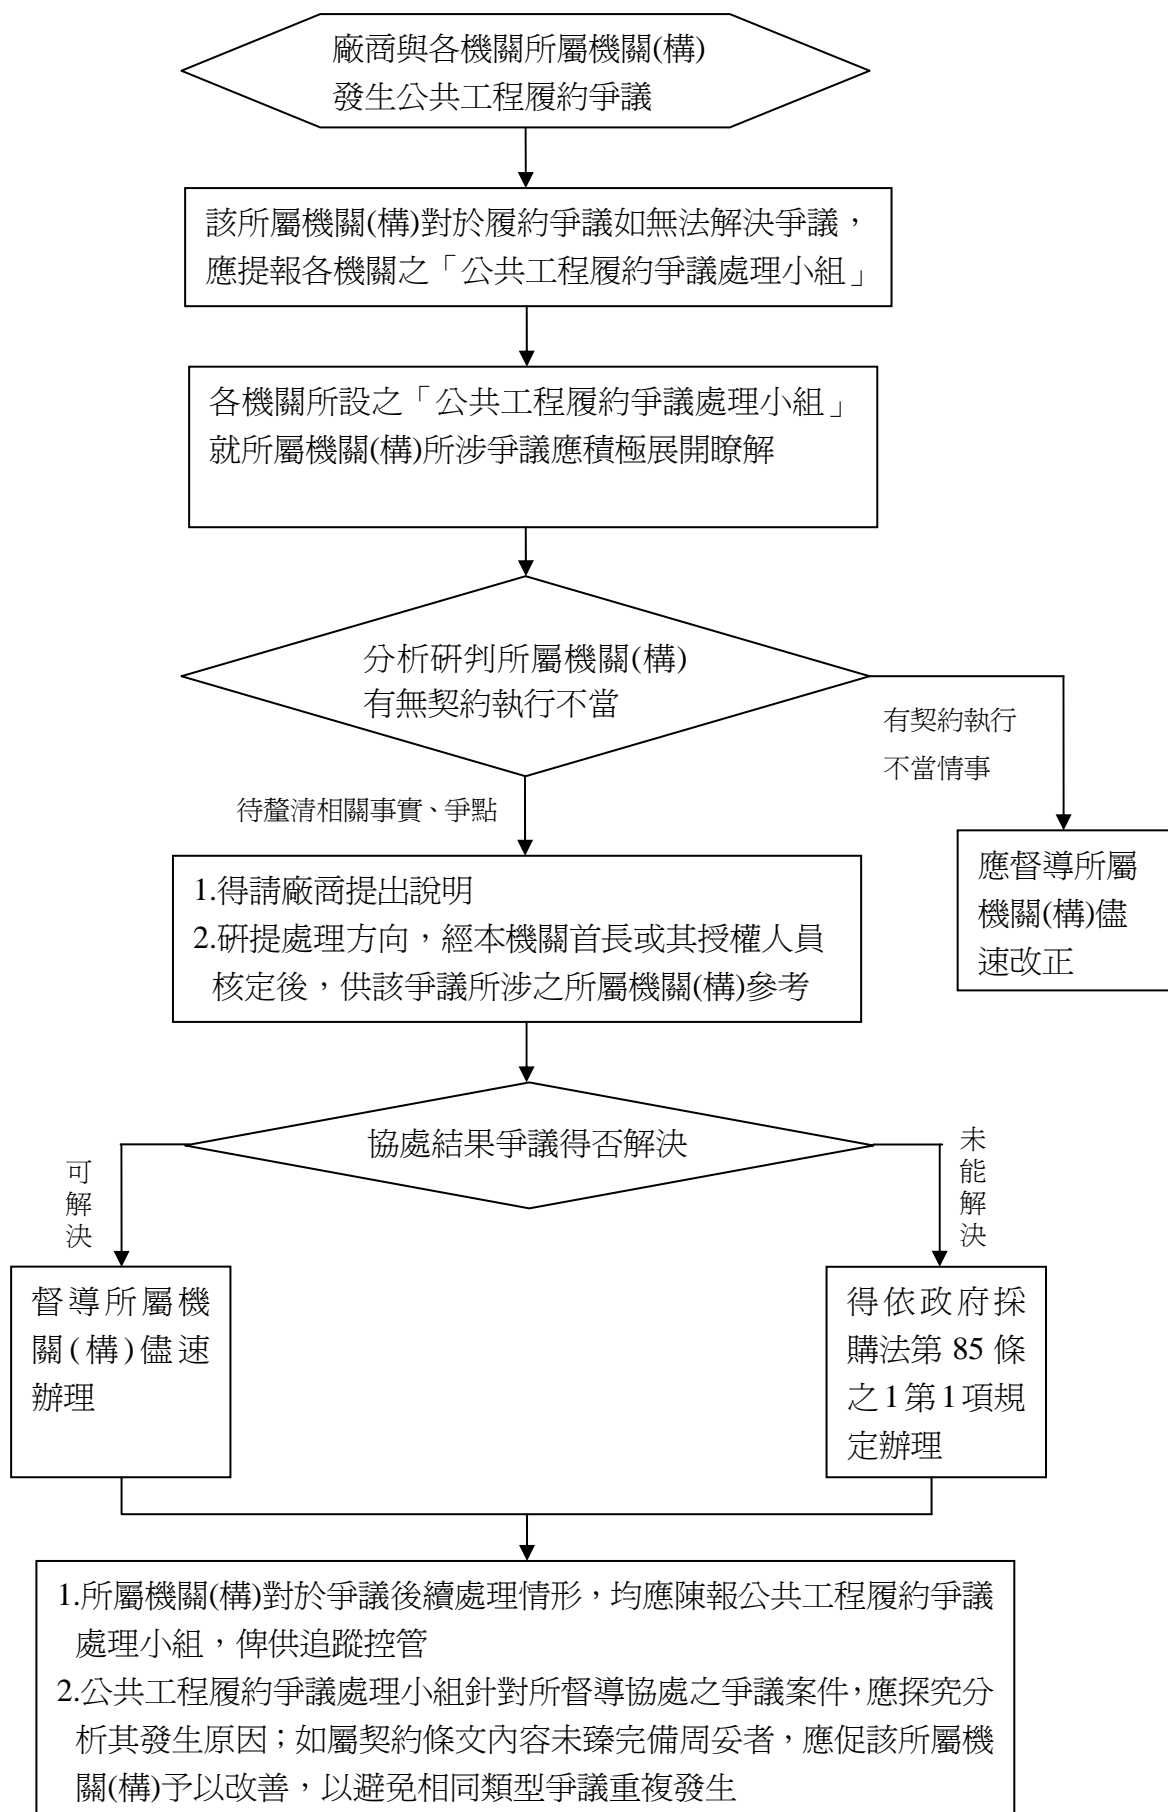 廠商與各機關所屬機關(構)
發生公共工程履約爭議
該所屬機關(構)對於履約爭議如無法解決爭議，
應提報各機關之「公共工程履約爭議處理小組」
各機關所設之「公共工程履約爭議處理小組」
就所屬機關(構)所涉爭議應積極展開瞭解
分析研判所屬機關(構)
有無契約執行不當
有契約執行
不當情事
待釐清相關事實、爭點
應督導所屬
機關(構)儘
速改正
1.得請廠商提出說明
2.研提處理方向，經本機關首長或其授權人員
核定後，供該爭議所涉之所屬機關(構)參考
協處結果爭議得否解決
可解決
未能解決
督導所屬機
關(構)儘速
辦理
得依政府採
購法第 85 條
之1第1項規
定辦理
1.所屬機關(構)對於爭議後續處理情形，均應陳報公共工程履約爭議
處理小組，俾供追蹤控管
2.公共工程履約爭議處理小組針對所督導協處之爭議案件，應探究分
析其發生原因；如屬契約條文內容未臻完備周妥者，應促該所屬機
關(構)予以改善，以避免相同類型爭議重複發生